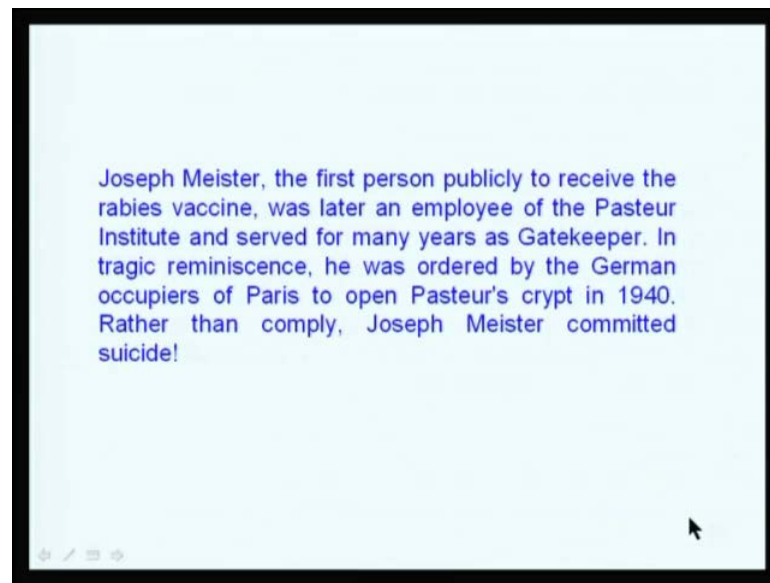 Joseph Meister, the first person publicly to receive the
rabies vaccine, was later an employee of the Pasteur
Institute and served for many years as Gatekeeper. In
tragic reminiscence, he was ordered by the German
occupiers of Paris to open Pasteur's crypt in 1940.
Rather than comply, Joseph Meister committed
suicide!